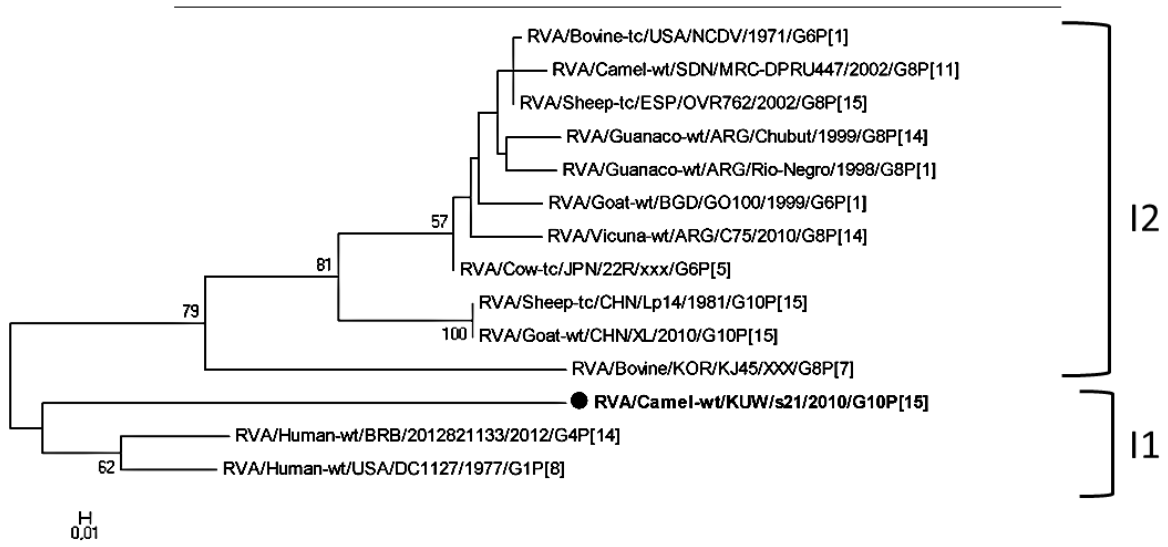 RVA/Bovine-tc/USA/NCDV/1971/G6P[1]
RVA/Camel-wt/SDN/MRC-DPRU447/2002/G8P[11]
RVA/Sheep-tc/ESP/OVR762/2002/G8P[15]
RVA/Guanaco-wt/ARG/Chubut/1999/G8P[14]
RVA/Guanaco-wt/ARG/Rio-Negro/1998/G8P[1]
RVA/Goat-wt/BGD/GO100/1999/G6P[1]
57
I2
RVA/Vicuna-wt/ARG/C75/2010/G8P[14]
81
RVA/Cow-tc/JPN/22R/xxx/G6P[5]
RVA/Sheep-tc/CHN/Lp14/1981/G10P[15]
79
100
RVA/Goat-wt/CHN/XL/2010/G10P[15]
RVA/Bovine/KOR/KJ45/XXX/G8P[7]
RVA/Camel-wt/KUW/s21/2010/G10P[15]
RVA/Human-wt/BRB/2012821133/2012/G4P[14]
I1
62
RVA/Human-wt/USA/DC1127/1977/G1P[8]
0,01